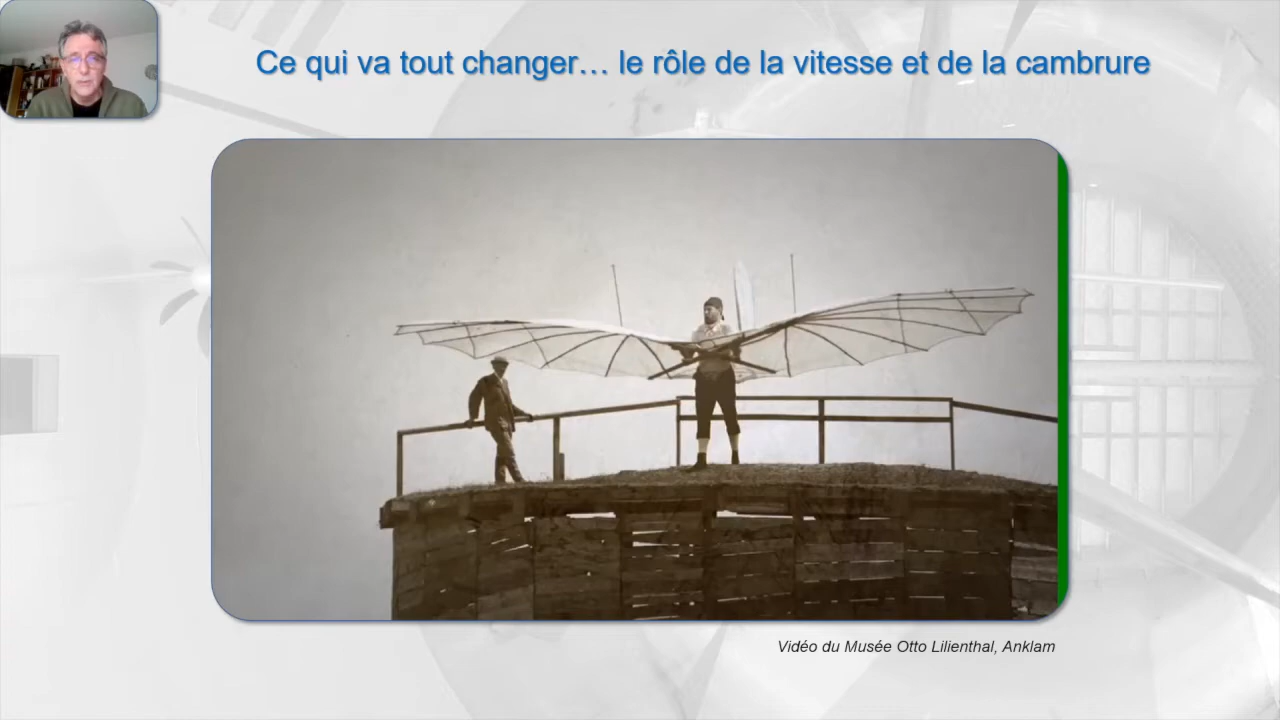 Ce qui va tout changer… le rôle de la vitesse et de la cambrure
Vidéo du Musée Otto Lilienthal, Anklam